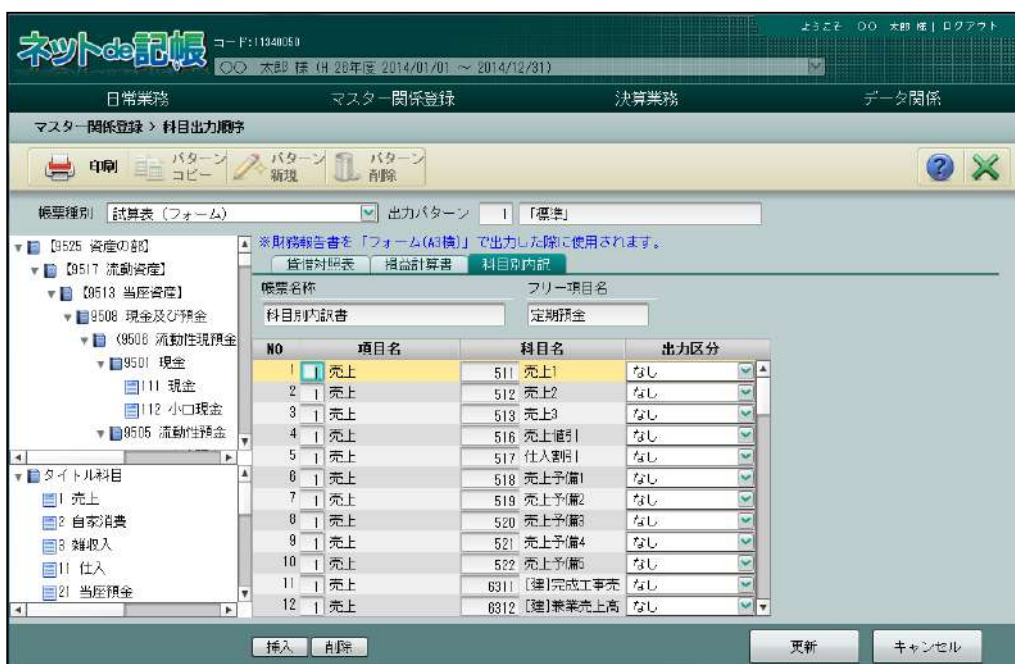 ようこそ 〇〇 太郎 様 | ログアウト
ネットde記帳 コード:11340050
〇〇 太郎 様 (H 26年度 2014/01/01 ～ 2014/12/31)
日常業務 マスター関係登録 決算業務 データ関係
マスター関係登録 > 科目出力順序
印刷 パターンコピー パターン新規 パターン削除
帳票種別 試算表（フォーム） 出力パターン 1 「標準」
【9525 資産の部】
【9517 流動資産】
【9513 当座資産】
9508 現金及び預金
(9506 流動性現預金
9501 現金
111 現金
112 小口現金
9505 流動性預金
タイトル科目
1 売上
2 自家消費
3 雑収入
11 仕入
21 当座預金
※財務報告書を「フォーム(A3横)」で出力した際に使用されます。
貸借対照表 損益計算書 科目別内訳
帳票名称 フリー項目名
科目別内訳書 定期預金
NO 項目名 科目名 出力区分
1 1 売上 511 売上1 なし
2 1 売上 512 売上2 なし
3 1 売上 513 売上3 なし
4 1 売上 516 売上値引 なし
5 1 売上 517 仕入割引 なし
6 1 売上 518 売上予備1 なし
7 1 売上 519 売上予備2 なし
8 1 売上 520 売上予備3 なし
9 1 売上 521 売上予備4 なし
10 1 売上 522 売上予備5 なし
11 1 売上 6311 [建]完成工事売 なし
12 1 売上 6312 [建]兼業売上高 なし
挿入 削除 更新 キャンセル